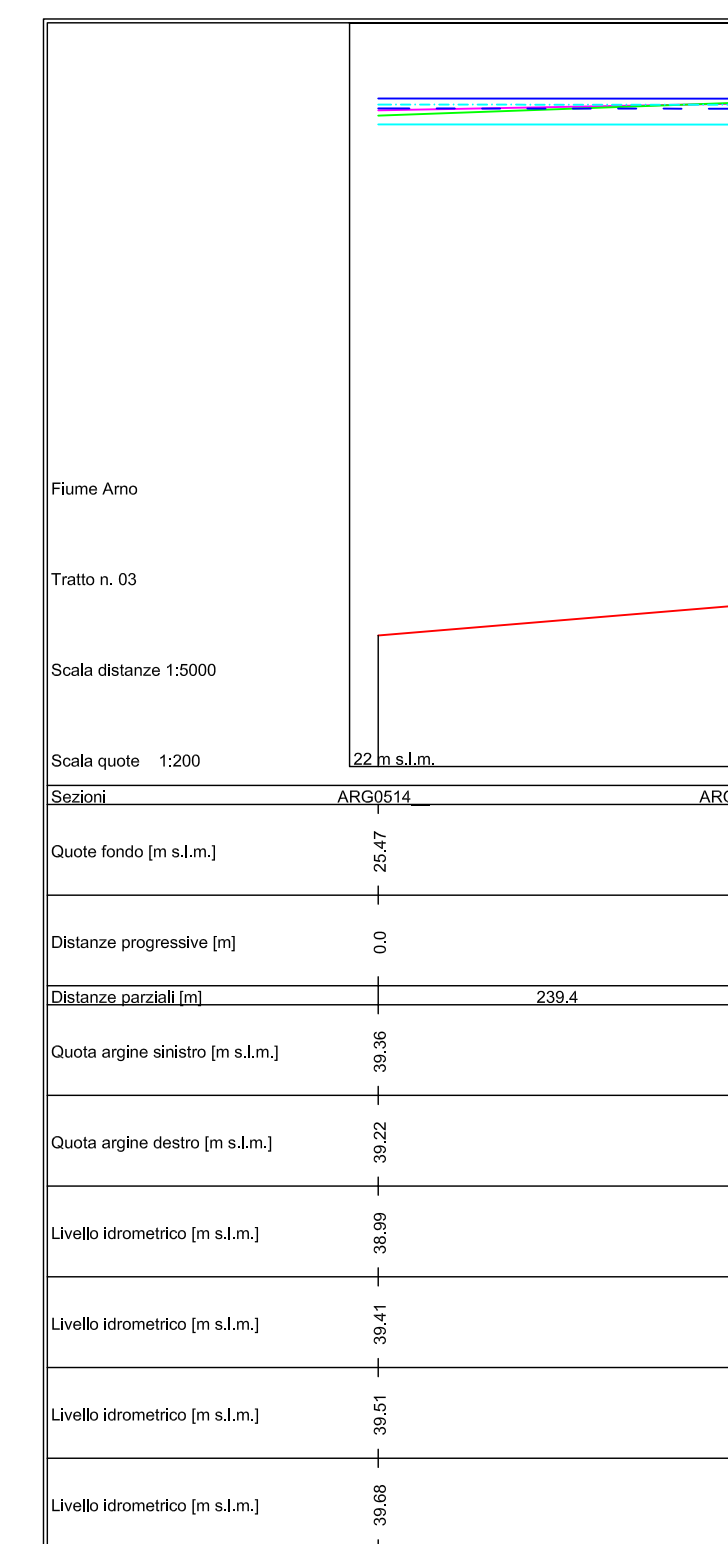 Fiume Arno
Tratto n. 03
Scala distanze 1:5000
Scala quote 1:200
22 m s.l.m.
Sezioni ARG0514__ ARG
Quote fondo [m s.l.m.] 25.47
Distanze progressive [m] 0.0
Distanze parziali [m] 239.4
Quota argine sinistro [m s.l.m.] 39.36
Quota argine destro [m s.l.m.] 39.22
Livello idrometrico [m s.l.m.] 38.99
Livello idrometrico [m s.l.m.] 39.41
Livello idrometrico [m s.l.m.] 39.51
Livello idrometrico [m s.l.m.] 39.68